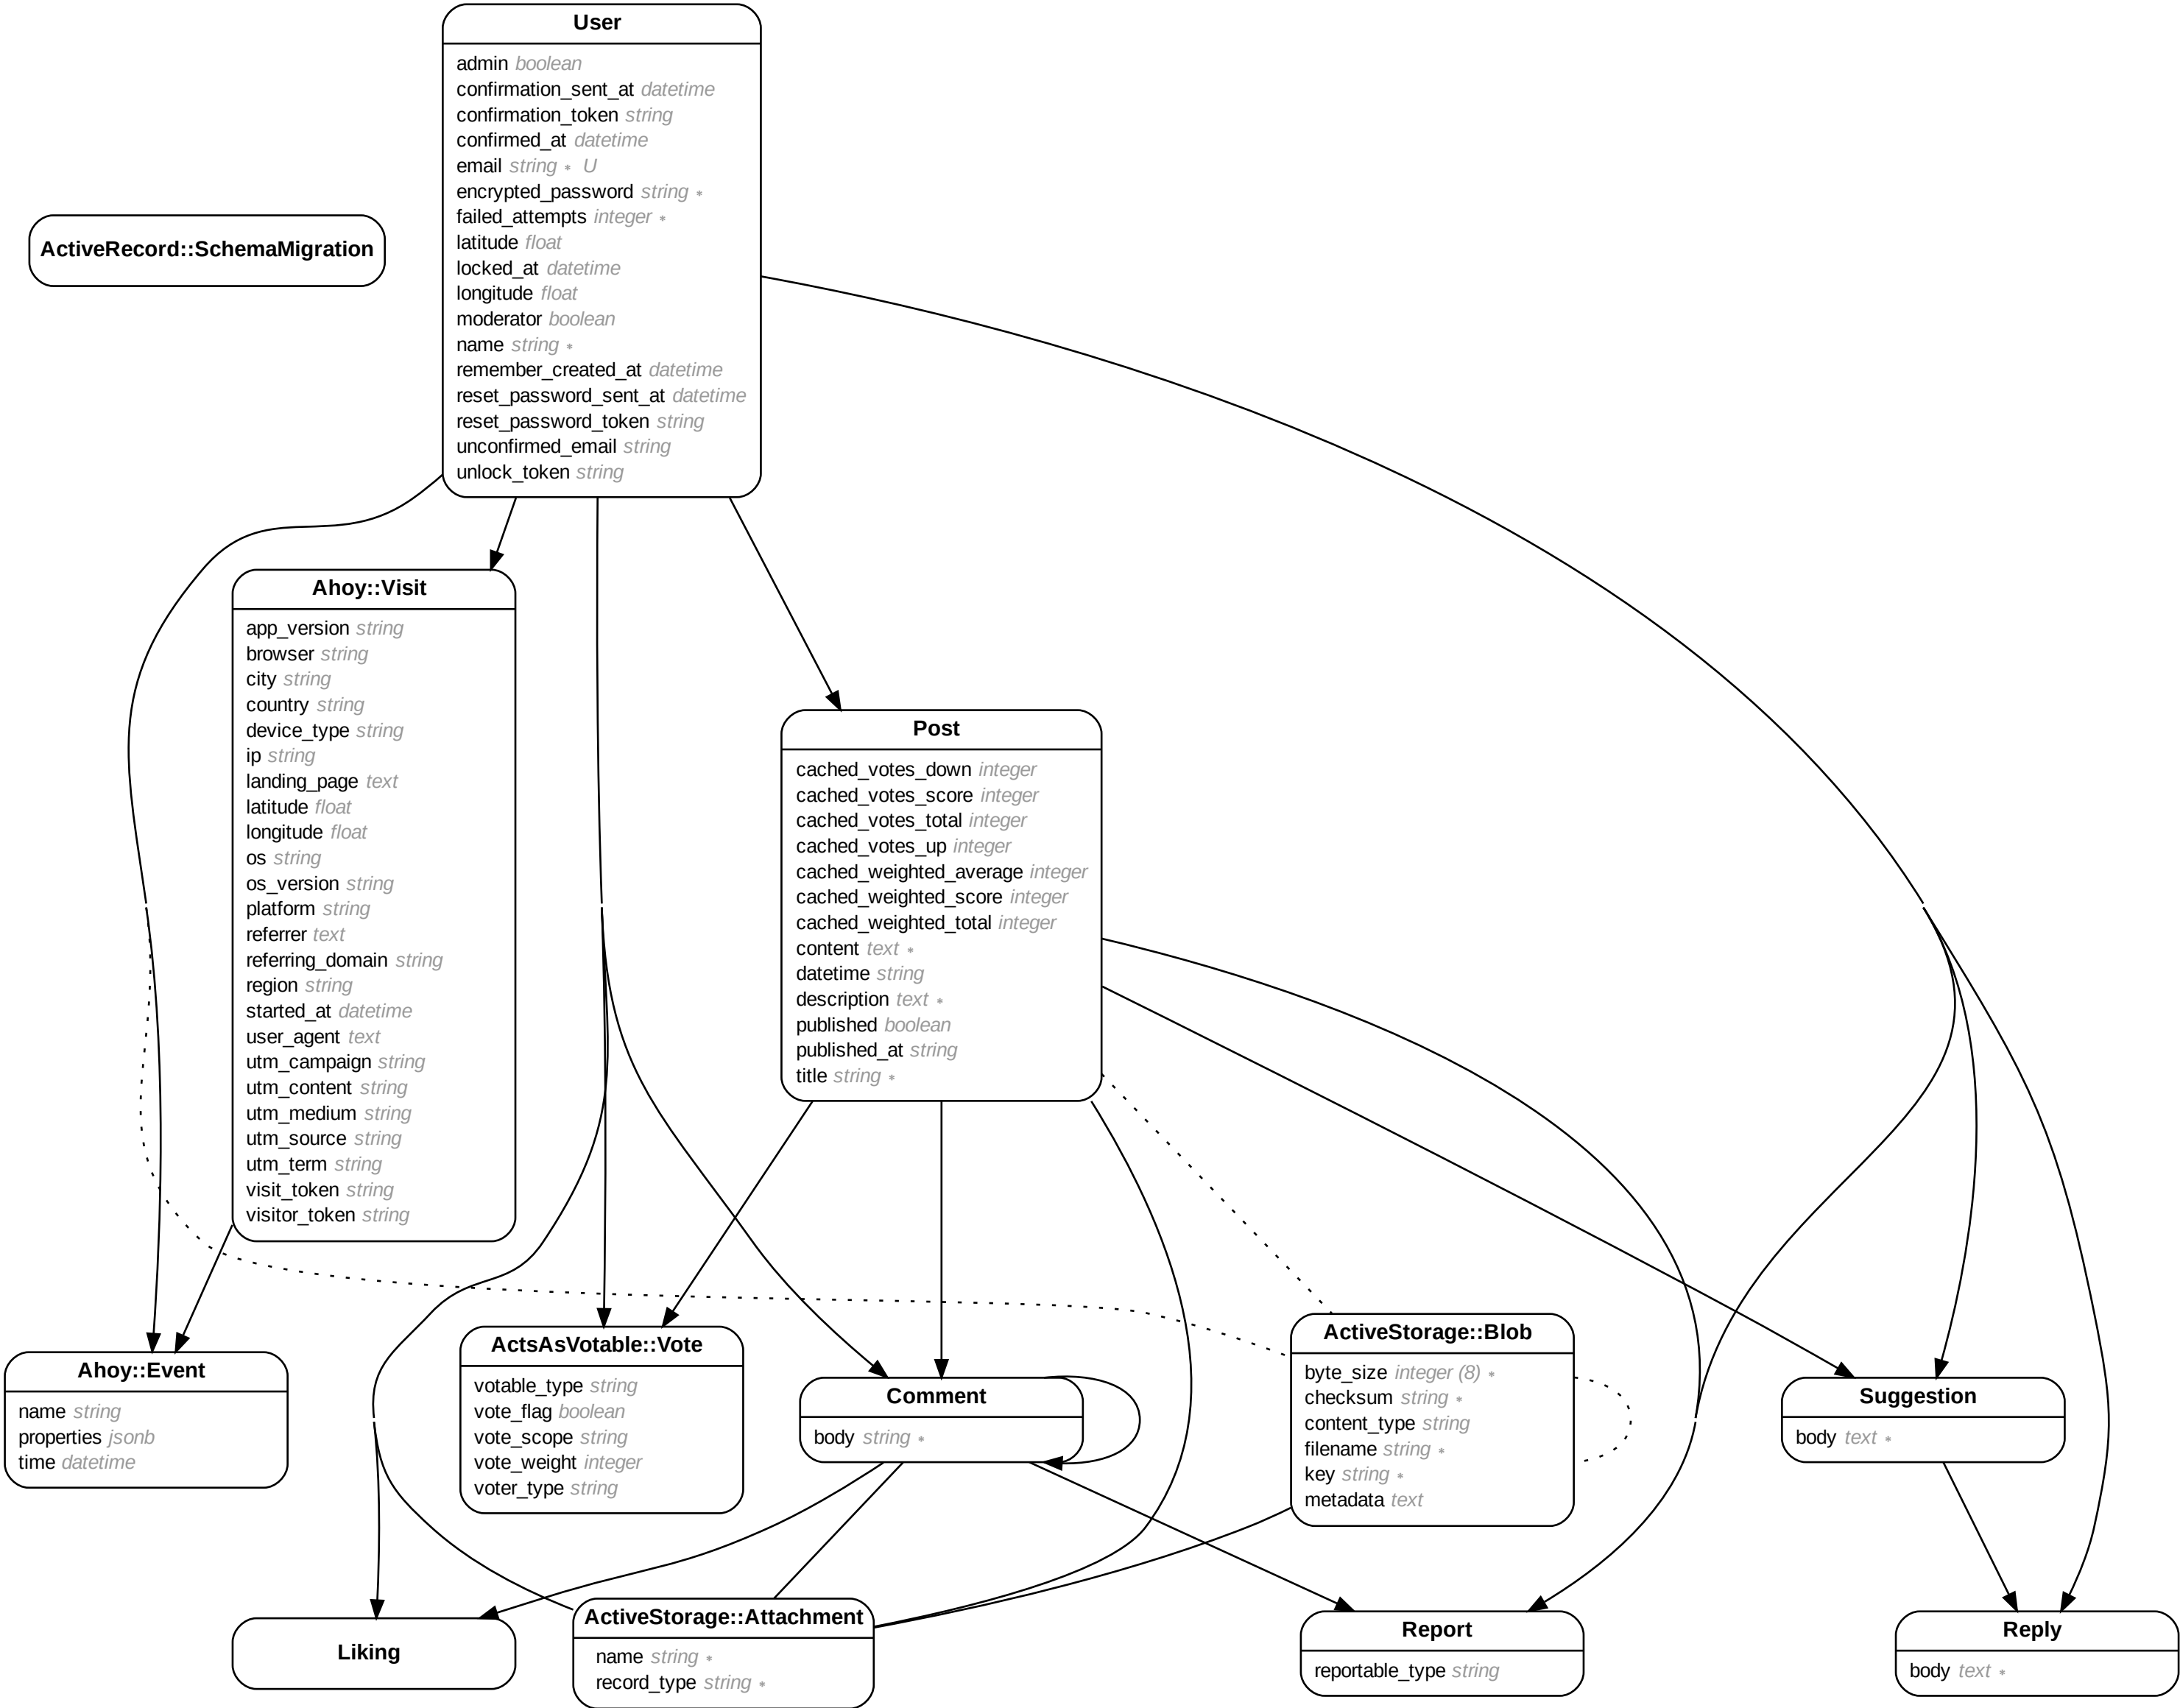 User
admin boolean
confirmation_sent_at datetime
confirmation_token string
confirmed_at datetime
email string * U
encrypted_password string *
failed_attempts integer *
latitude float
locked_at datetime
longitude float
moderator boolean
name string *
remember_created_at datetime
reset_password_sent_at datetime
reset_password_token string
unconfirmed_email string
unlock_token string
ActiveRecord::SchemaMigration
Ahoy::Visit
app_version string
browser string
city string
country string
device_type string
ip string
landing_page text
latitude float
longitude float
os string
os_version string
platform string
referrer text
referring_domain string
region string
started_at datetime
user_agent text
utm_campaign string
utm_content string
utm_medium string
utm_source string
utm_term string
visit_token string
visitor_token string
Post
cached_votes_down integer
cached_votes_score integer
cached_votes_total integer
cached_votes_up integer
cached_weighted_average integer
cached_weighted_score integer
cached_weighted_total integer
content text *
datetime string
description text *
published boolean
published_at string
title string *
Ahoy::Event
name string
properties jsonb
time datetime
ActsAsVotable::Vote
votable_type string
vote_flag boolean
vote_scope string
vote_weight integer
voter_type string
Comment
body string *
ActiveStorage::Blob
byte_size integer (8) *
checksum string *
content_type string
filename string *
key string *
metadata text
Suggestion
body text *
Liking
ActiveStorage::Attachment
name string *
record_type string *
Report
reportable_type string
Reply
body text *